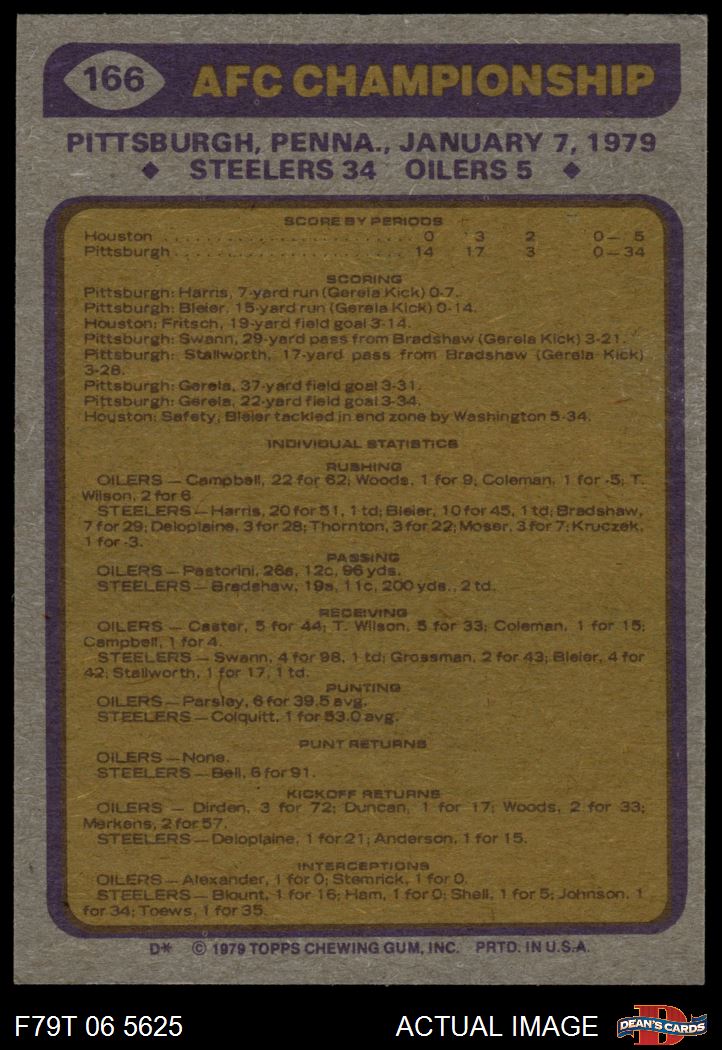 166 AFC CHAMPIONSHIP
PITTSBURGH, PENNA., JANUARY 7, 1979
◆ STEELERS 34 OILERS 5 ◆
SCORE BY PERIODS
Houston . . . . . . . . . . . . . . . . . . . . . . . . . . 0 3 2 0— 5
Pittsburgh . . . . . . . . . . . . . . . . . . . . . . . . 14 17 3 0—34
SCORING
Pittsburgh: Harris, 7-yard run (Gerela Kick) 0-7.
Pittsburgh: Bleier, 15-yard run (Gerela Kick) 0-14.
Houston: Fritsch, 19-yard field goal 3-14.
Pittsburgh: Swann, 29-yard pass from Bradshaw (Gerela Kick) 3-21.
Pittsburgh: Stallworth, 17-yard pass from Bradshaw (Gerela Kick)
3-28.
Pittsburgh: Gerela, 37-yard field goal 3-31.
Pittsburgh: Gerela, 22-yard field goal 3-34.
Houston: Safety, Bleier tackled in end zone by Washington 5-34.
INDIVIDUAL STATISTICS
RUSHING
OILERS — Campbell, 22 for 62; Woods, 1 for 9; Coleman, 1 for -5; T.
Wilson, 2 for 6
STEELERS — Harris, 20 for 51, 1 td; Bleier, 10 for 45, 1 td; Bradshaw,
7 for 29; Deloplaine, 3 for 28; Thornton, 3 for 22; Moser, 3 for 7; Kruczek,
1 for -3.
PASSING
OILERS — Pastorini, 26a, 12c, 96 yds.
STEELERS — Bradshaw, 19a, 11c, 200 yds., 2 td.
RECEIVING
OILERS — Caster, 5 for 44; T. Wilson, 5 for 33; Coleman, 1 for 15;
Campbell, 1 for 4.
STEELERS — Swann, 4 for 98, 1 td; Grossman, 2 for 43; Bleier, 4 for
42; Stallworth, 1 for 17, 1 td.
PUNTING
OILERS — Parsley, 6 for 39.5 avg.
STEELERS — Colquitt, 1 for 53.0 avg.
PUNT RETURNS
OILERS — None.
STEELERS — Bell, 6 for 91.
KICKOFF RETURNS
OILERS — Dirden, 3 for 72; Duncan, 1 for 17; Woods, 2 for 33;
Merkens, 2 for 57.
STEELERS — Deloplaine, 1 for 21; Anderson, 1 for 15.
INTERCEPTIONS
OILERS — Alexander, 1 for 0; Stemrick, 1 for 0.
STEELERS — Blount, 1 for 16; Ham, 1 for 0; Shell, 1 for 5; Johnson, 1
for 34; Toews, 1 for 35.
D* © 1979 TOPPS CHEWING GUM, INC. PRTD. IN U.S.A.
F79T 06 5625 ACTUAL IMAGE D DEAN'S CARDS